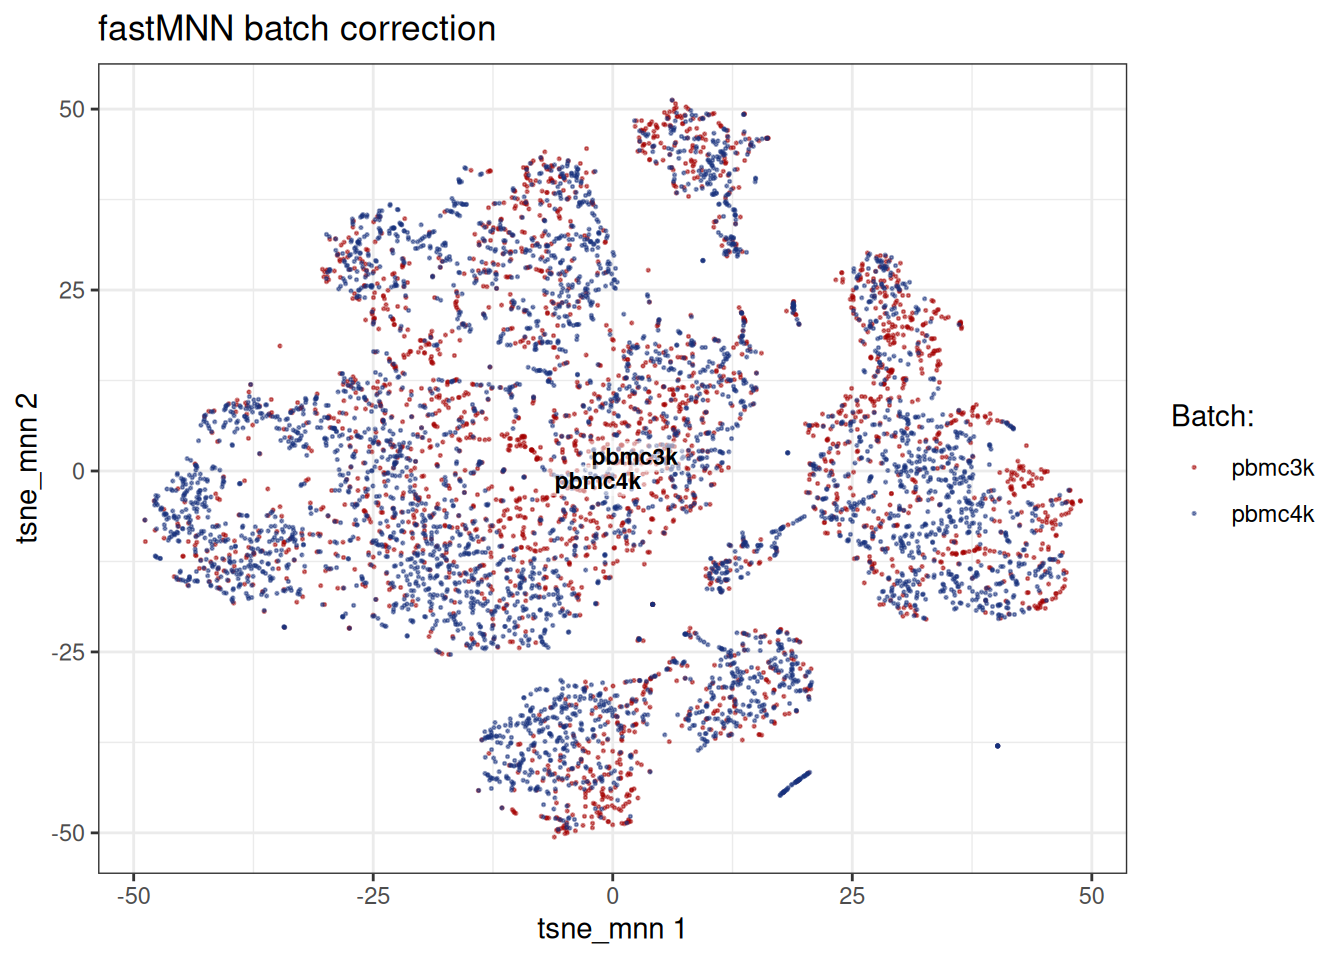 fastMNN batch correction
tsne_mnn 2
50
25
0
-25
-50
pbmc3k
pbmc4k
-50
-25
0
25
50
tsne_mnn 1
Batch:
pbmc3k
pbmc4k